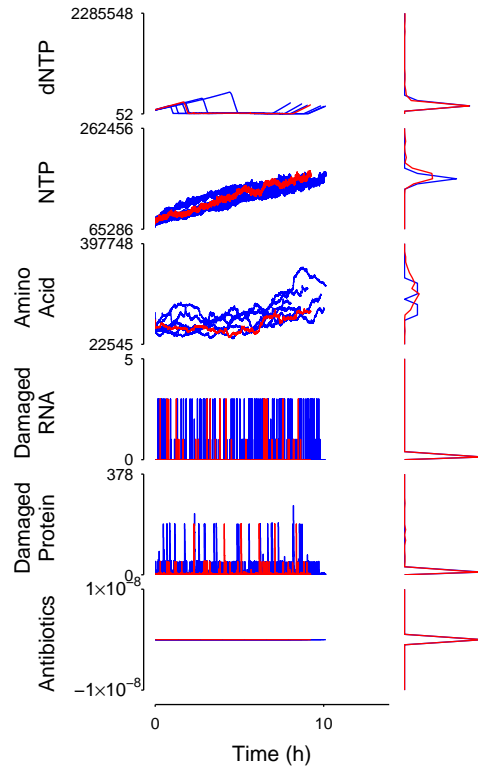 2285548
dNTP
52
262456
NTP
65286
397748
Amino
Acid
22545
5
Damaged
RNA
0
378
Damaged
Protein
0
1×10⁻⁸
Antibiotics
−1×10⁻⁸
0 10
Time (h)